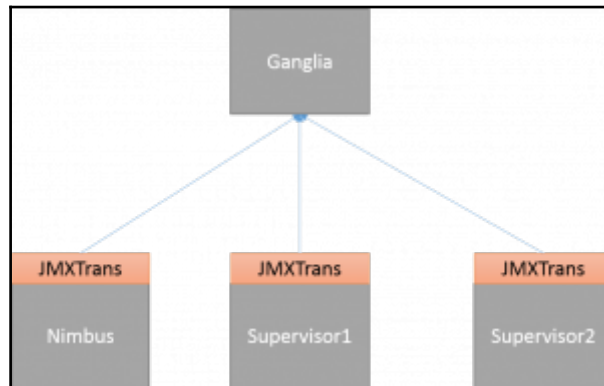 Ganglia
JMXTrans
JMXTrans
JMXTrans
Nimbus
Supervisor1
Supervisor2